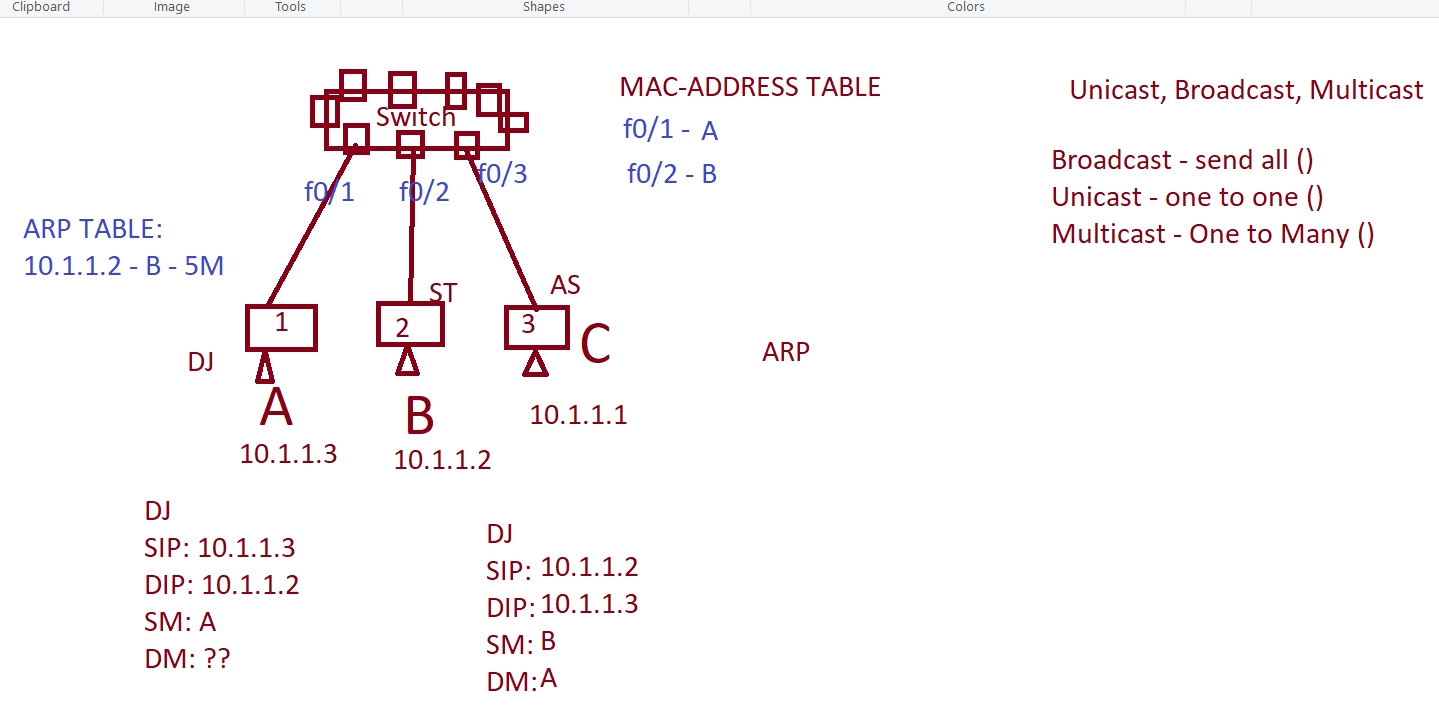 Clipboard
Image
Tools
Shapes
Colors
Switch
f0/1
f0/2
f0/3
MAC-ADDRESS TABLE
f0/1 - A
f0/2 - B
Unicast, Broadcast, Multicast
Broadcast - send all ()
Unicast - one to one ()
Multicast - One to Many ()
ARP TABLE:
10.1.1.2 - B - 5M
ST
AS
1
2
3
C
DJ
A
B
10.1.1.3
10.1.1.2
10.1.1.1
ARP
DJ
SIP: 10.1.1.3
DIP: 10.1.1.2
SM: A
DM: ??
DJ
SIP: 10.1.1.2
DIP: 10.1.1.3
SM: B
DM: A